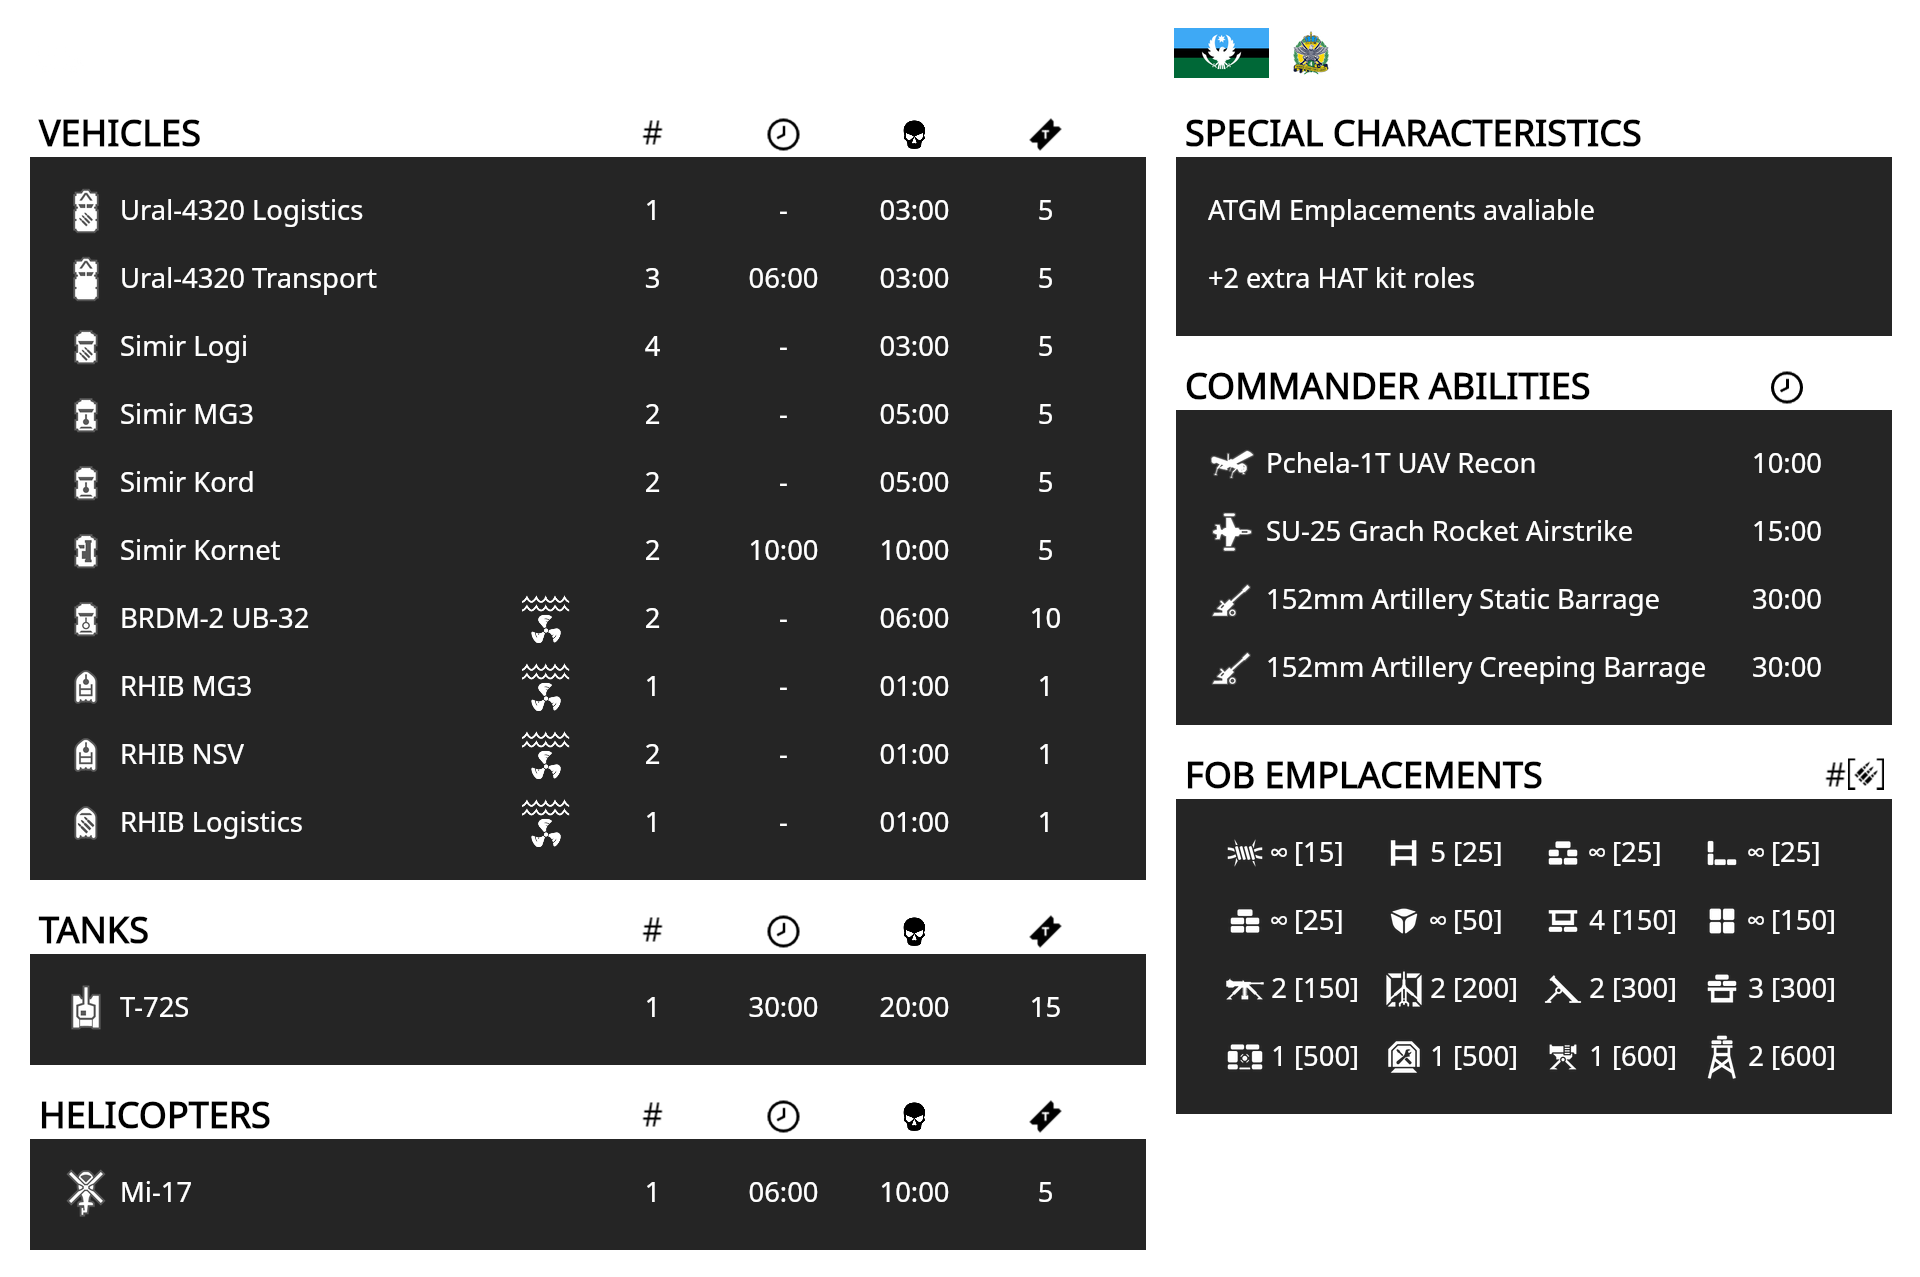 VEHICLES #
Ural-4320 Logistics 1 - 03:00 5
Ural-4320 Transport 3 06:00 03:00 5
Simir Logi 4 - 03:00 5
Simir MG3 2 - 05:00 5
Simir Kord 2 - 05:00 5
Simir Kornet 2 10:00 10:00 5
BRDM-2 UB-32 2 - 06:00 10
RHIB MG3 1 - 01:00 1
RHIB NSV 2 - 01:00 1
RHIB Logistics 1 - 01:00 1
TANKS #
T-72S 1 30:00 20:00 15
HELICOPTERS #
Mi-17 1 06:00 10:00 5
SPECIAL CHARACTERISTICS
ATGM Emplacements avaliable
+2 extra HAT kit roles
COMMANDER ABILITIES
Pchela-1T UAV Recon 10:00
SU-25 Grach Rocket Airstrike 15:00
152mm Artillery Static Barrage 30:00
152mm Artillery Creeping Barrage 30:00
FOB EMPLACEMENTS #[]
∞ [15] 5 [25] ∞ [25] ∞ [25]
∞ [25] ∞ [50] 4 [150] ∞ [150]
2 [150] 2 [200] 2 [300] 3 [300]
1 [500] 1 [500] 1 [600] 2 [600]